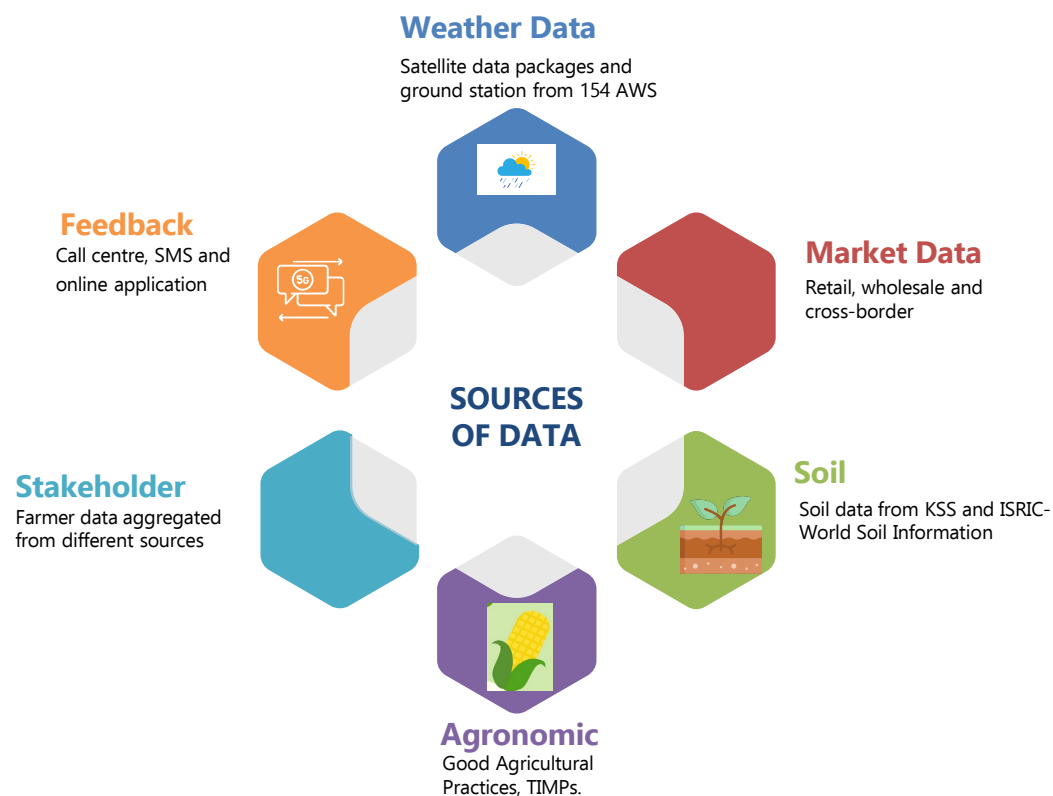 Weather Data
Satellite data packages and
ground station from 154 AWS
Feedback
Call centre, SMS and
online application
5G
Market Data
Retail, wholesale and
cross-border
SOURCES
OF DATA
Stakeholder
Farmer data aggregated
from different sources
Soil
Soil data from KSS and ISRIC-
World Soil Information
Agronomic
Good Agricultural
Practices, TIMPs.